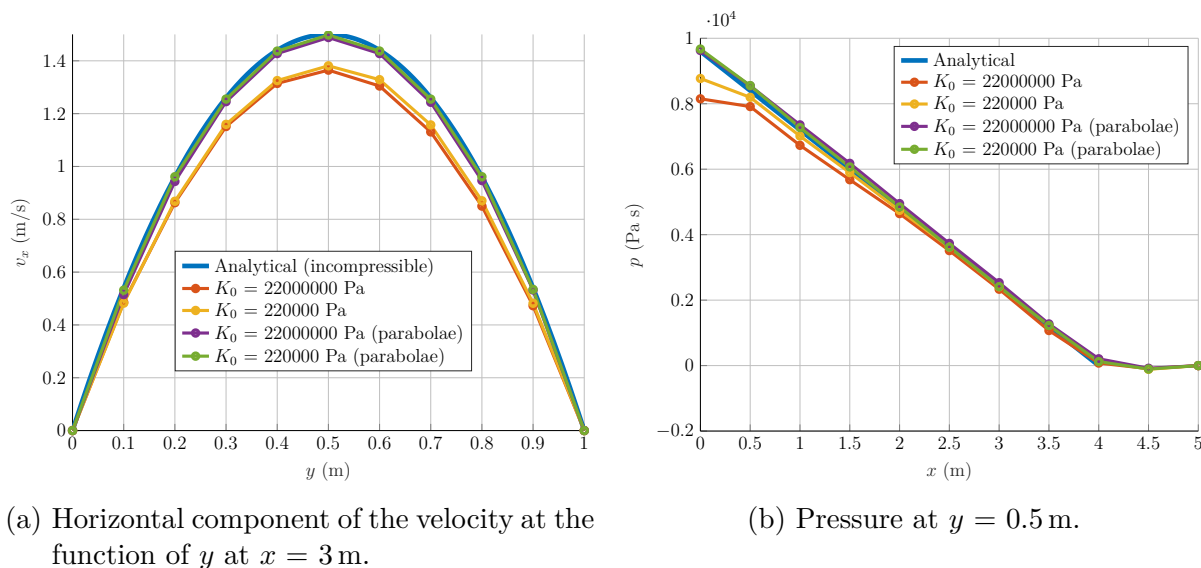 1.4
1.2
1
0.8
0.6
0.4
0.2
0
v_x (m/s)
Analytical (incompressible)
K_0 = 22000000 Pa
K_0 = 220000 Pa
K_0 = 22000000 Pa (parabolae)
K_0 = 220000 Pa (parabolae)
0 0.1 0.2 0.3 0.4 0.5 0.6 0.7 0.8 0.9 1
y (m)
(a) Horizontal component of the velocity at the
function of y at x = 3 m.
·10^4
1
0.8
0.6
0.4
0.2
0
−0.2
p (Pa s)
Analytical
K_0 = 22000000 Pa
K_0 = 220000 Pa
K_0 = 22000000 Pa (parabolae)
K_0 = 220000 Pa (parabolae)
0 0.5 1 1.5 2 2.5 3 3.5 4 4.5 5
x (m)
(b) Pressure at y = 0.5 m.